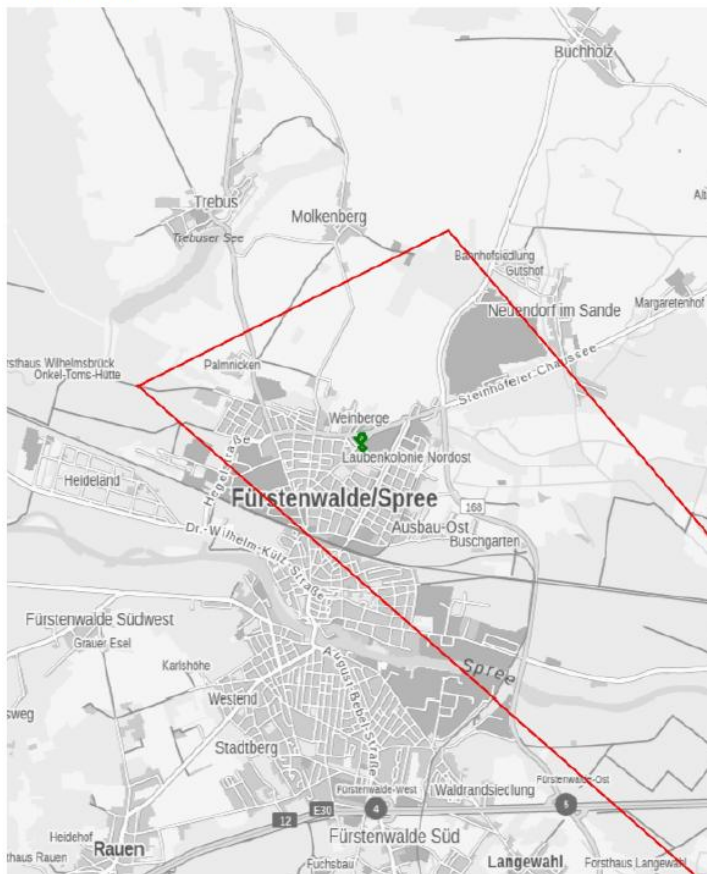 Buchholz
Trebus
Molkenberg
Trebuser See
Bahnhofsiedlung
Gutshof
Neuendorf im Sande
Margaretenhof
Palmnicken
Onkel-Toms-Hütte
Steinhöfeler-Chaussee
Weinberge
Hegelstraße
Laubenkolonie Nordost
Heideland
Fürstenwalde/Spree
168
Ausbau-Ost
Dr.-Wilhelm-Külz-Straße
Buschgarten
Fürstenwalde Südwest
Grauer Esel
Karlshöhe
August-Bebel-Straße
Spree
Westend
Stadtberg
Fürstenwalde-West
Waldrandsiedlung
Fürstenwalde-Ost
E30
4
5
12
Heidehof
Fürstenwalde Süd
Rauen
Fuchsbau
Langewahl
Forsthaus Langewahl